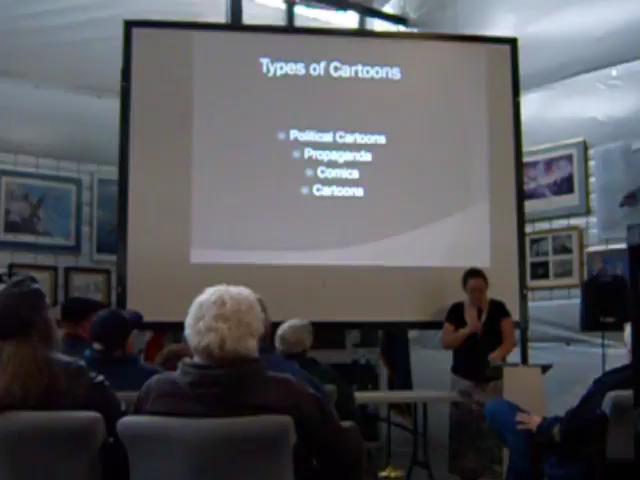 Types of Cartoons
Political Cartoons
Propaganda
Comics
Cartoons